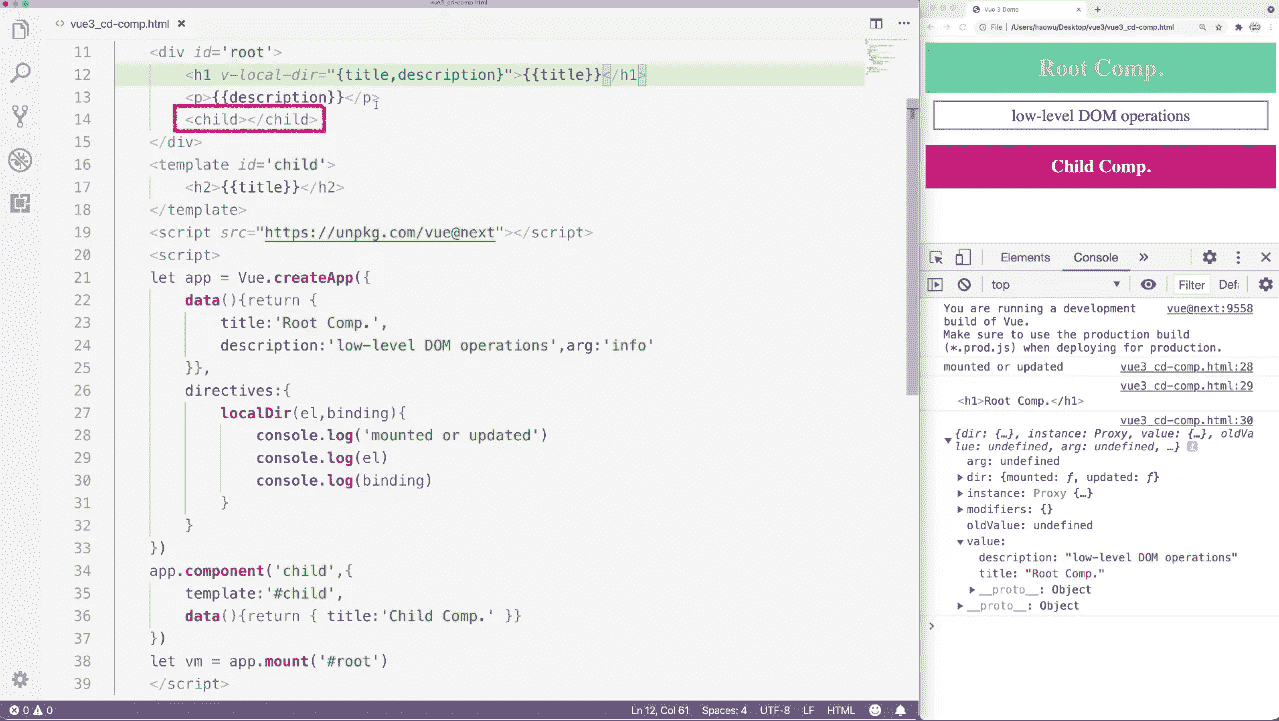 vue3_cd-comp.html
<> vue3_cd-comp.html ×
11 <div id='root'>
12 <h1 v-local-dir="{title,description}">{{title}}</h1>
13 <p>{{description}}</p>
14 <child></child>
15 </div>
16 <template id='child'>
17 <h2>{{title}}</h2>
18 </template>
19 <script src="https://unpkg.com/vue@next"></script>
20 <script>
21 let app = Vue.createApp({
22 data(){return {
23 title:'Root Comp.',
24 description:'low-level DOM operations',arg:'info'
25 }},
26 directives:{
27 localDir(el,binding){
28 console.log('mounted or updated')
29 console.log(el)
30 console.log(binding)
31 }
32 }
33 })
34 app.component('child',{
35 template:'#child',
36 data(){return { title:'Child Comp.' }}
37 })
38 let vm = app.mount('#root')
39 </script>
0 0
Ln 12, Col 61 Spaces: 4 UTF-8 LF HTML
Vue 3 Demo
File | /Users/haowu/Desktop/vue3/vue3_cd-comp.html
Root Comp.
low-level DOM operations
Child Comp.
Elements Console »
top Filter Def
You are running a development vue@next:9558
build of Vue.
Make sure to use the production build
(*.prod.js) when deploying for production.
mounted or updated vue3_cd-comp.html:28
vue3_cd-comp.html:29
<h1>Root Comp.</h1>
vue3_cd-comp.html:30
{dir: {…}, instance: Proxy, value: {…}, oldVa
lue: undefined, arg: undefined, …}
arg: undefined
dir: {mounted: ƒ, updated: ƒ}
instance: Proxy {…}
modifiers: {}
oldValue: undefined
value:
description: "low-level DOM operations"
title: "Root Comp."
__proto__: Object
__proto__: Object